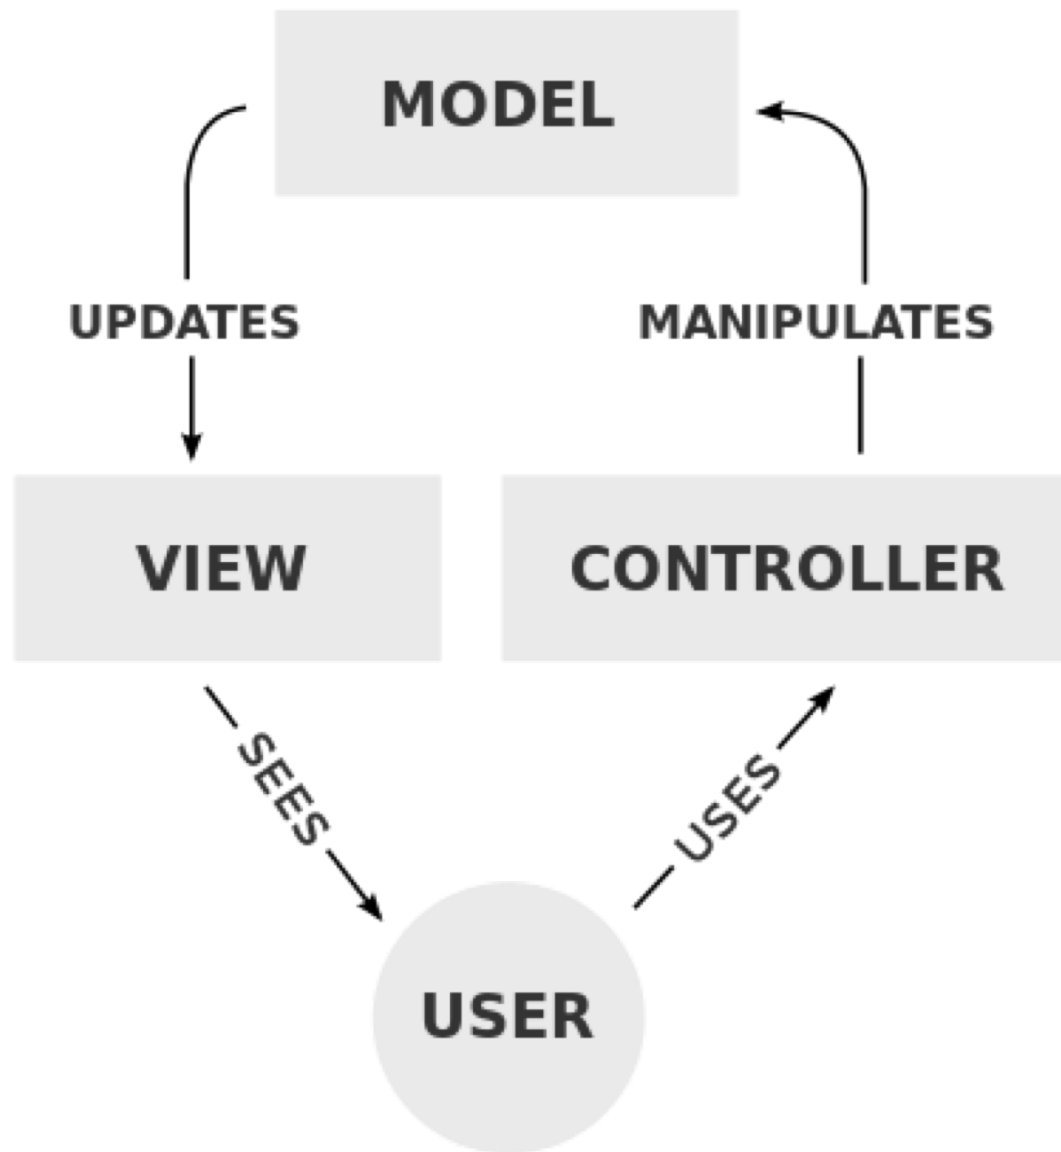 MODEL
UPDATES
MANIPULATES
VIEW
CONTROLLER
SEES
USES
USER